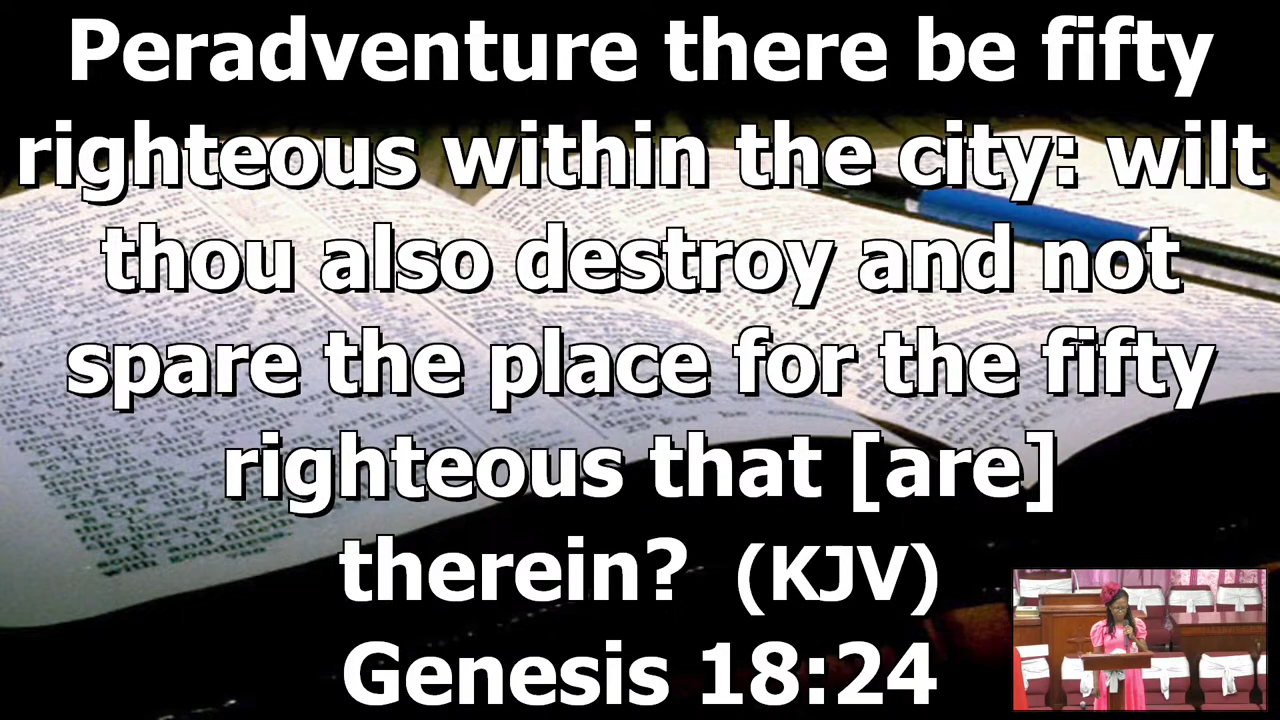 Peradventure there be fifty
righteous within the city: wilt
thou also destroy and not
spare the place for the fifty
righteous that [are]
therein? (KJV)
Genesis 18:24